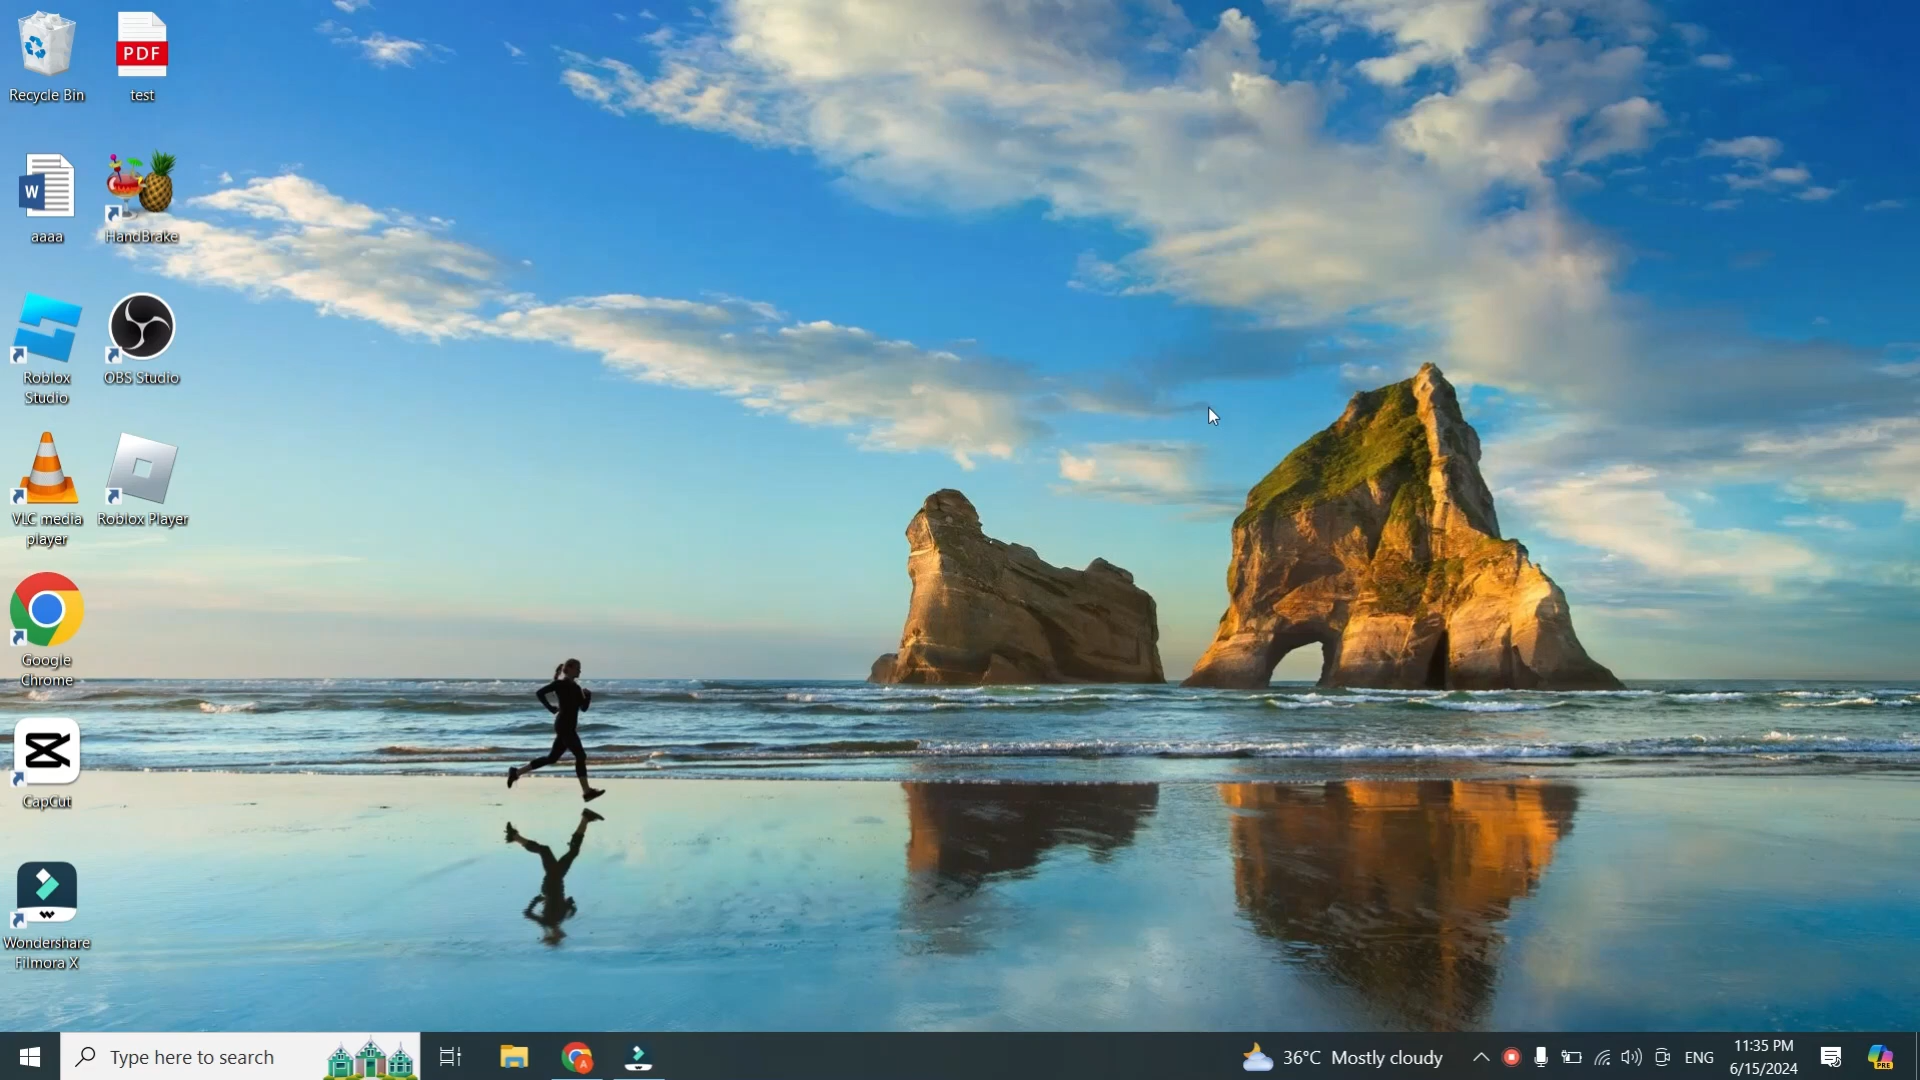 Recycle Bin
PDF
test
W
aaaa
HandBrake
Roblox
Studio
OBS Studio
VLC media
player
Roblox Player
Google
Chrome
CapCut
Wondershare
Filmora X
Type here to search
A
36°C Mostly cloudy
ENG
11:35 PM
6/15/2024
PRE